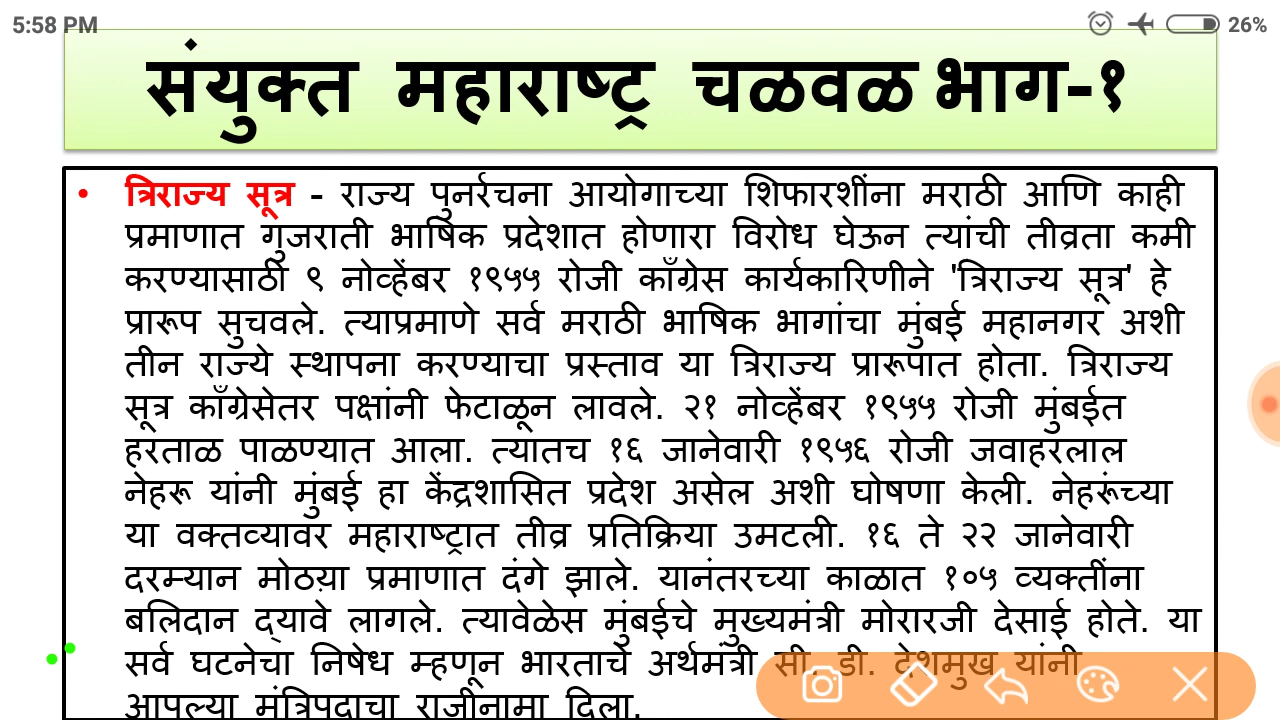 5:58 PM
26%
संयुक्त महाराष्ट्र चळवळ भाग-१
• त्रिराज्य सूत्र - राज्य पुनर्रचना आयोगाच्या शिफारशींना मराठी आणि काही
प्रमाणात गुजराती भाषिक प्रदेशात होणारा विरोध घेऊन त्यांची तीव्रता कमी
करण्यासाठी ९ नोव्हेंबर १९५५ रोजी काँग्रेस कार्यकारिणीने 'त्रिराज्य सूत्र' हे
प्रारूप सुचवले. त्याप्रमाणे सर्व मराठी भाषिक भागांचा मुंबई महानगर अशी
तीन राज्ये स्थापना करण्याचा प्रस्ताव या त्रिराज्य प्रारूपात होता. त्रिराज्य
सूत्र काँग्रेसेतर पक्षांनी फेटाळून लावले. २१ नोव्हेंबर १९५५ रोजी मुंबईत
हरताळ पाळण्यात आला. त्यातच १६ जानेवारी १९५६ रोजी जवाहरलाल
नेहरू यांनी मुंबई हा केंद्रशासित प्रदेश असेल अशी घोषणा केली. नेहरूंच्या
या वक्तव्यावर महाराष्ट्रात तीव्र प्रतिक्रिया उमटली. १६ ते २२ जानेवारी
दरम्यान मोठय़ा प्रमाणात दंगे झाले. यानंतरच्या काळात १०५ व्यक्तींना
बलिदान द्यावे लागले. त्यावेळेस मुंबईचे मुख्यमंत्री मोरारजी देसाई होते. या
सर्व घटनेचा निषेध म्हणून भारताचे अर्थमंत्री सी. डी. देशमुख यांनी
आपल्या मंत्रिपदाचा राजीनामा दिला.